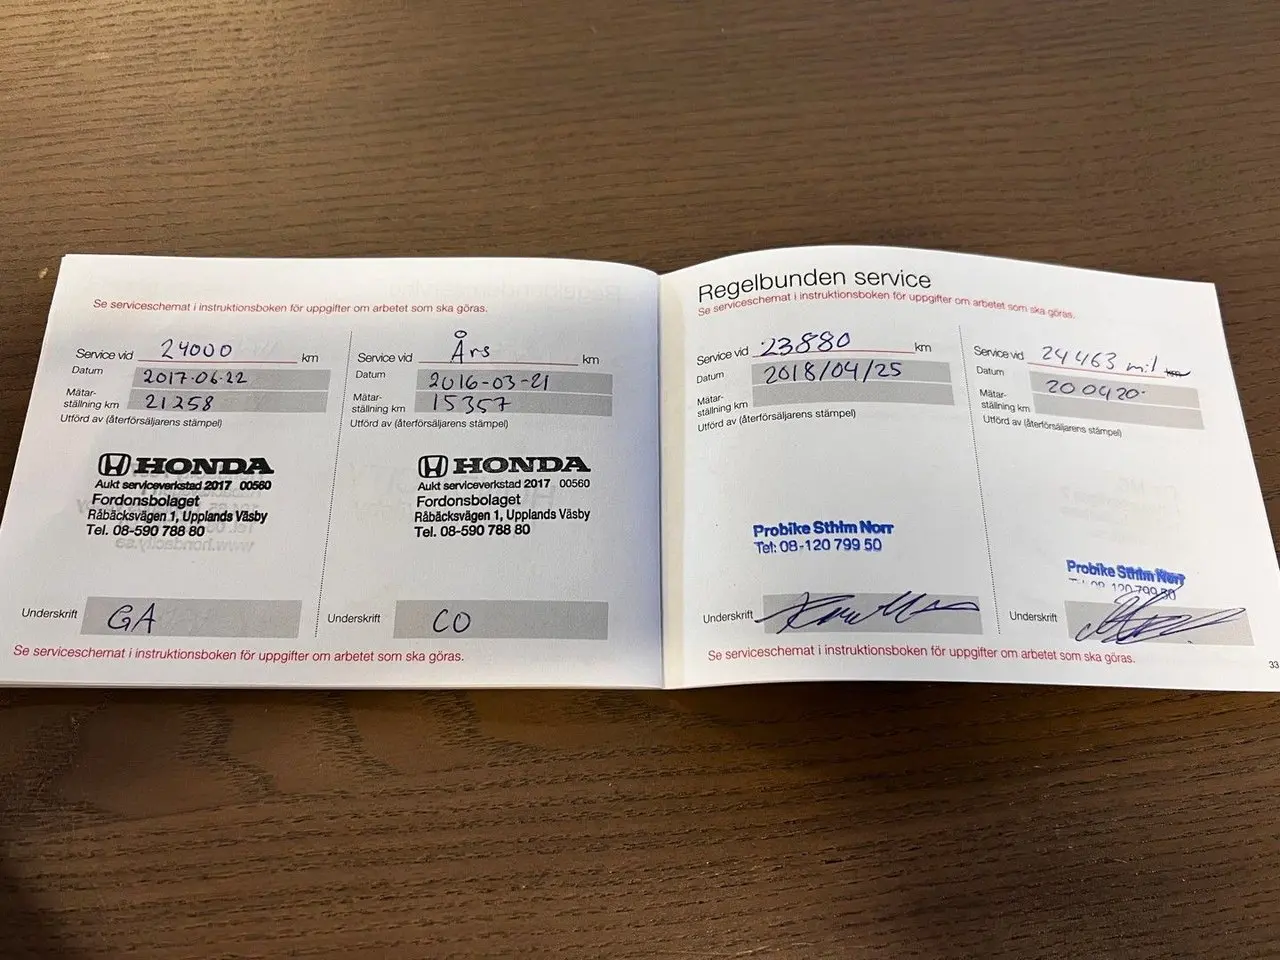 Se serviceschemat i instruktionsboken för uppgifter om arbetet som ska göras.
Service vid 24000 km
Datum 2017-06-22
Mätar-
ställning km 21258
Utförd av (återförsäljarens stämpel)
HONDA
Aukt serviceverkstad 2017 00560
Fordonsbolaget
Råbäcksvägen 1, Upplands Väsby
Tel. 08-590 788 80
Underskrift GA
Service vid Års km
Datum 2016-03-21
Mätar-
ställning km 15357
Utförd av (återförsäljarens stämpel)
HONDA
Aukt serviceverkstad 2017 00560
Fordonsbolaget
Råbäcksvägen 1, Upplands Väsby
Tel. 08-590 788 80
Underskrift CO
Se serviceschemat i instruktionsboken för uppgifter om arbetet som ska göras.
Regelbunden service
Se serviceschemat i instruktionsboken för uppgifter om arbetet som ska göras.
Service vid 23880 km
Datum 2018/04/25
Mätar-
ställning km
Utförd av (återförsäljarens stämpel)
Probike Sthlm Norr
Tel: 08-120 799 50
Underskrift
Service vid 24463 mil
Datum 200420
Mätar-
ställning km
Utförd av (återförsäljarens stämpel)
Probike Sthlm Norr
08-120 799 50
Underskrift
Se serviceschemat i instruktionsboken för uppgifter om arbetet som ska göras.
33